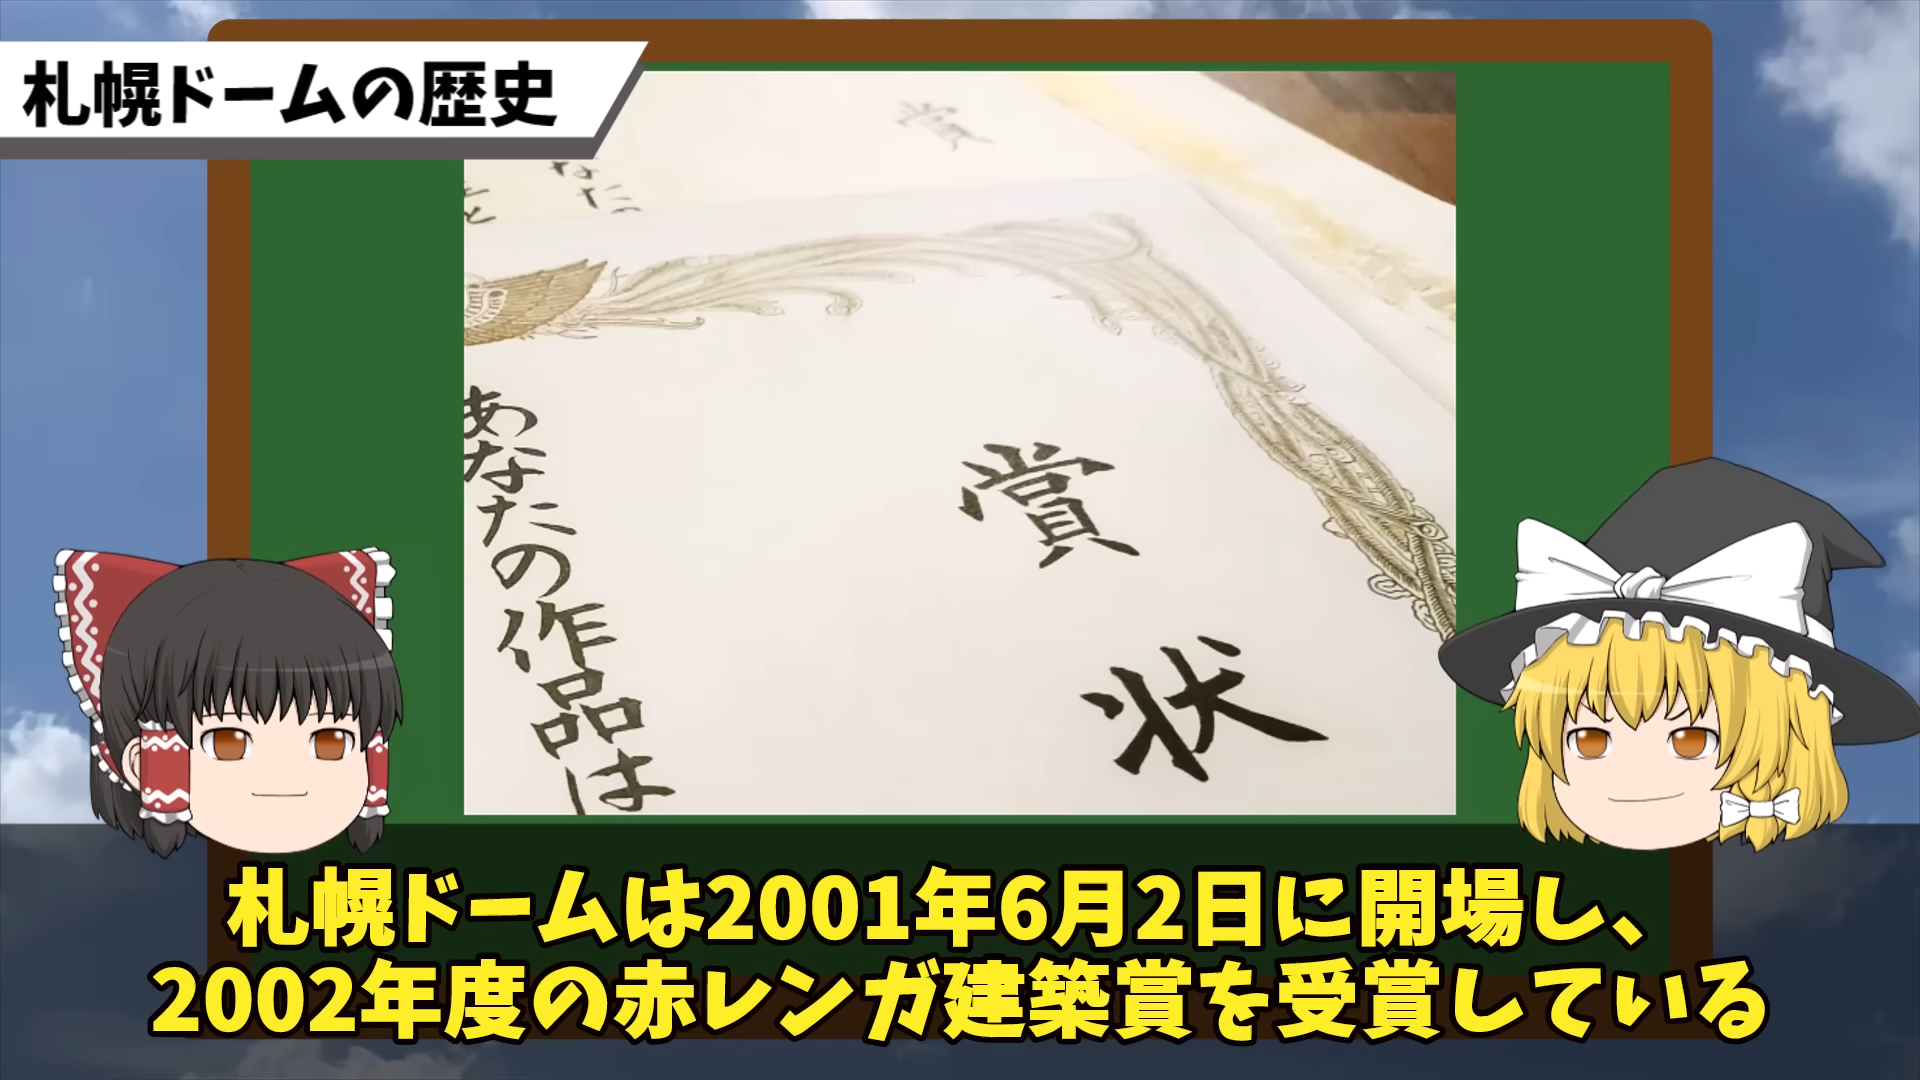 札幌ドームの歴史
賞
なた
賞状
あなたの作品は
札幌ドームは2001年6月2日に開場し、
2002年度の赤レンガ建築賞を受賞している